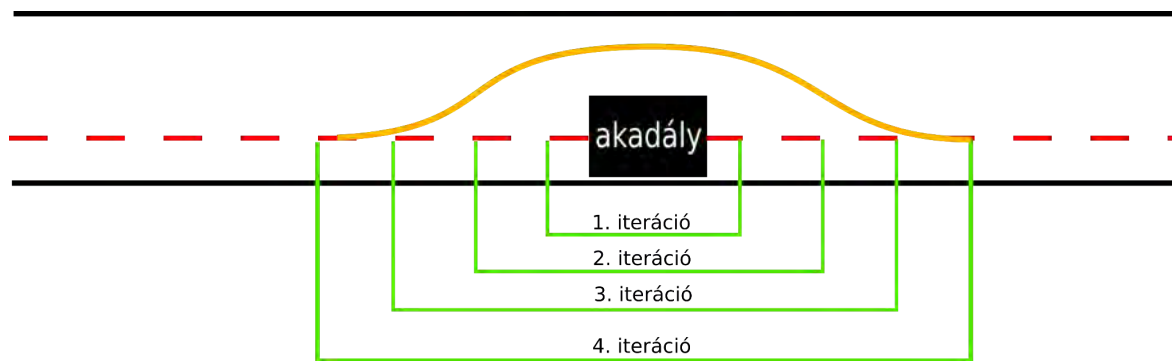 akadály
1. iteráció
2. iteráció
3. iteráció
4. iteráció